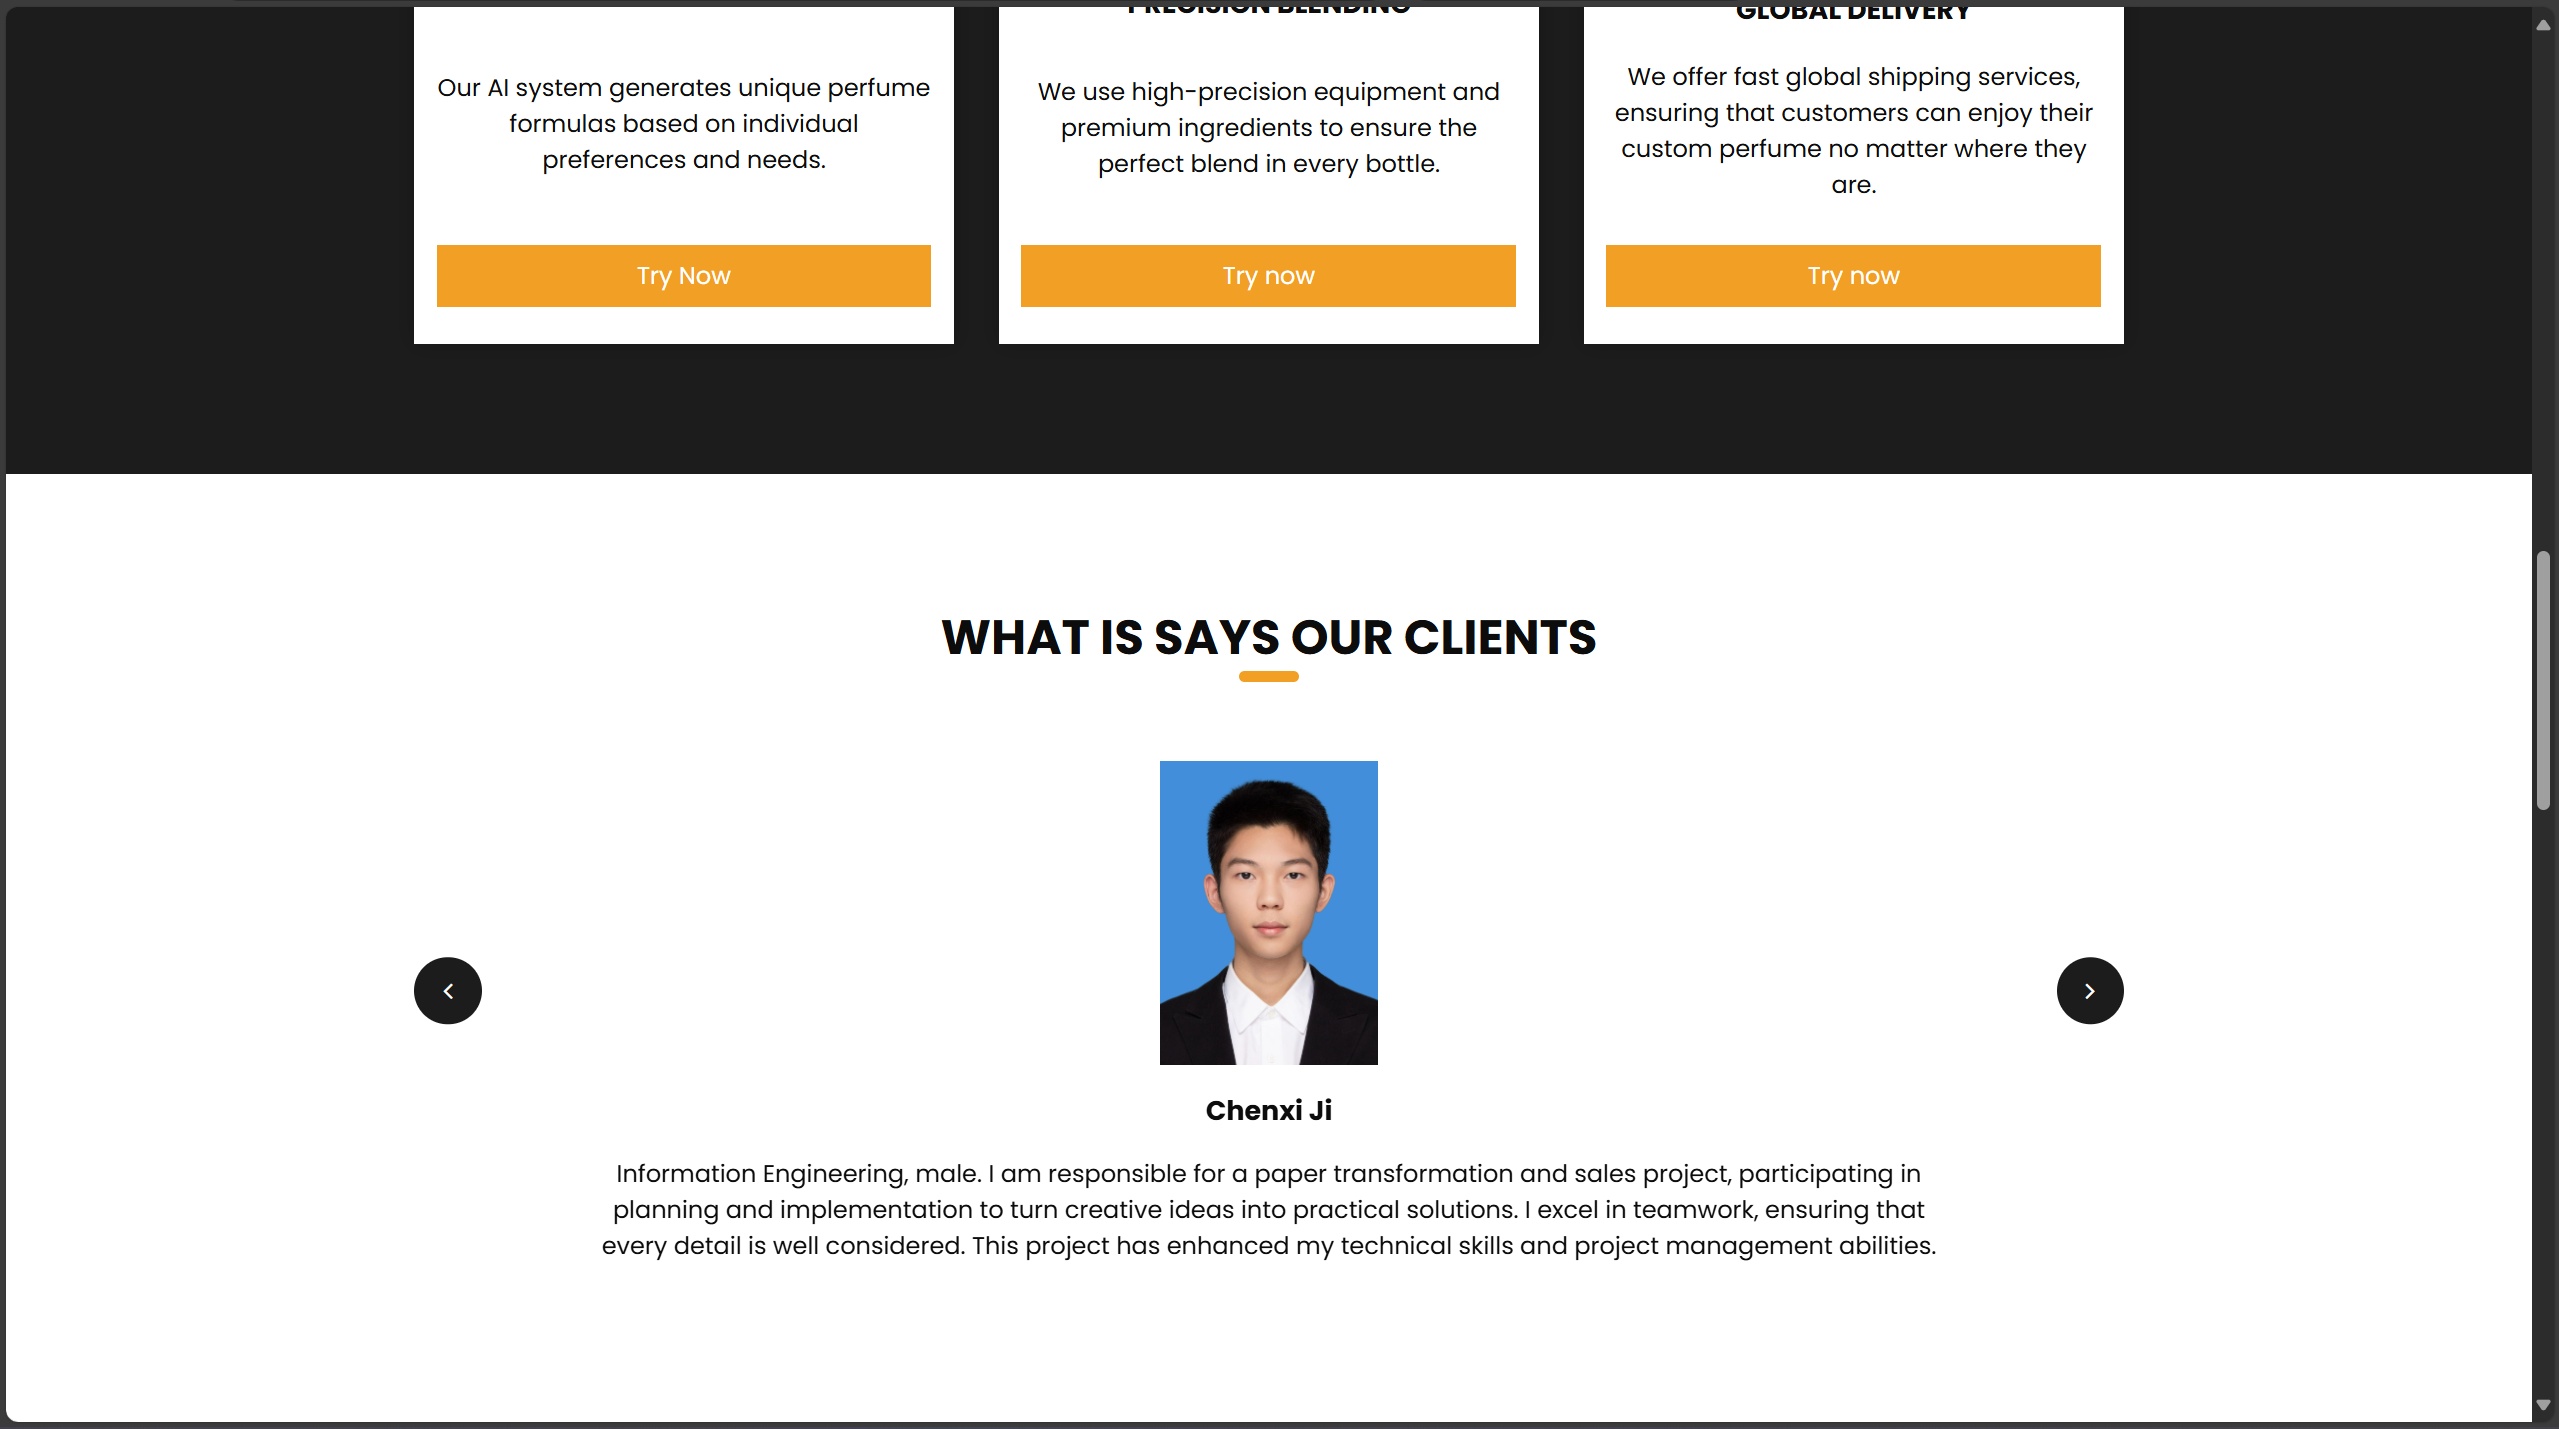 PRECISION BLENDING
GLOBAL DELIVERY
Our AI system generates unique perfume
formulas based on individual
preferences and needs.
We use high-precision equipment and
premium ingredients to ensure the
perfect blend in every bottle.
We offer fast global shipping services,
ensuring that customers can enjoy their
custom perfume no matter where they
are.
Try Now
Try now
Try now
WHAT IS SAYS OUR CLIENTS
Chenxi Ji
Information Engineering, male. I am responsible for a paper transformation and sales project, participating in
planning and implementation to turn creative ideas into practical solutions. I excel in teamwork, ensuring that
every detail is well considered. This project has enhanced my technical skills and project management abilities.